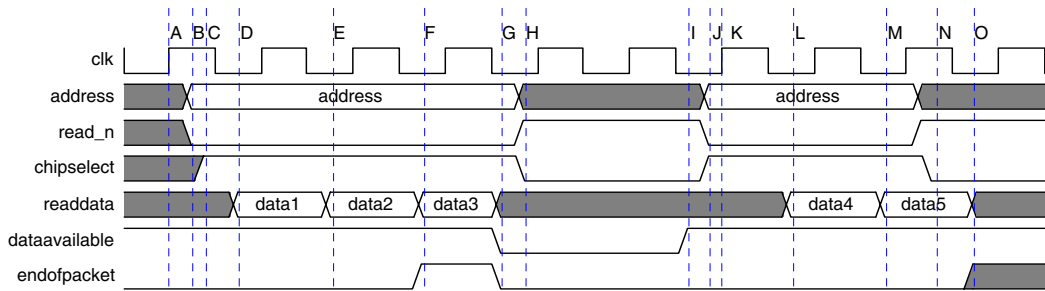 A B C D E F G H I J K L M N O
clk
address address address
read_n
chipselect
readdata data1 data2 data3 data4 data5
dataavailable
endofpacket